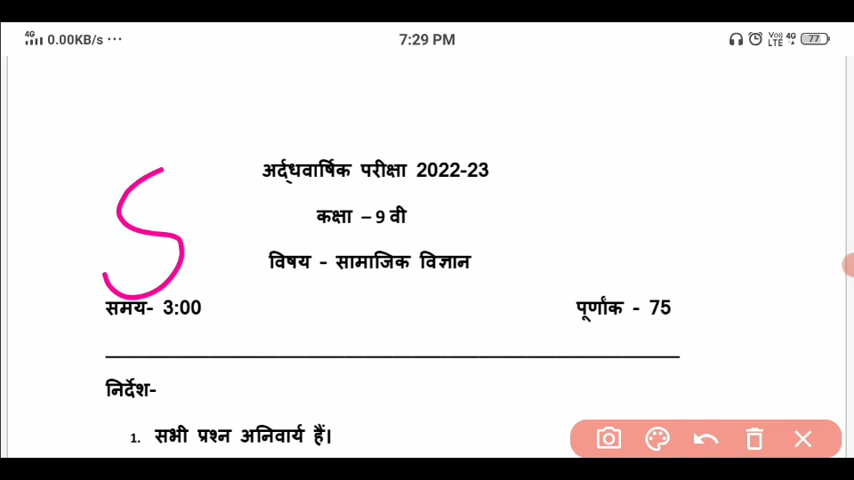 4G 0.00KB/s ··· 7:29 PM Vo) LTE 4G 77
अर्द्धवार्षिक परीक्षा 2022-23
S
कक्षा – 9 वी
विषय - सामाजिक विज्ञान
समय- 3:00 पूर्णांक - 75
निर्देश-
1. सभी प्रश्न अनिवार्य हैं।